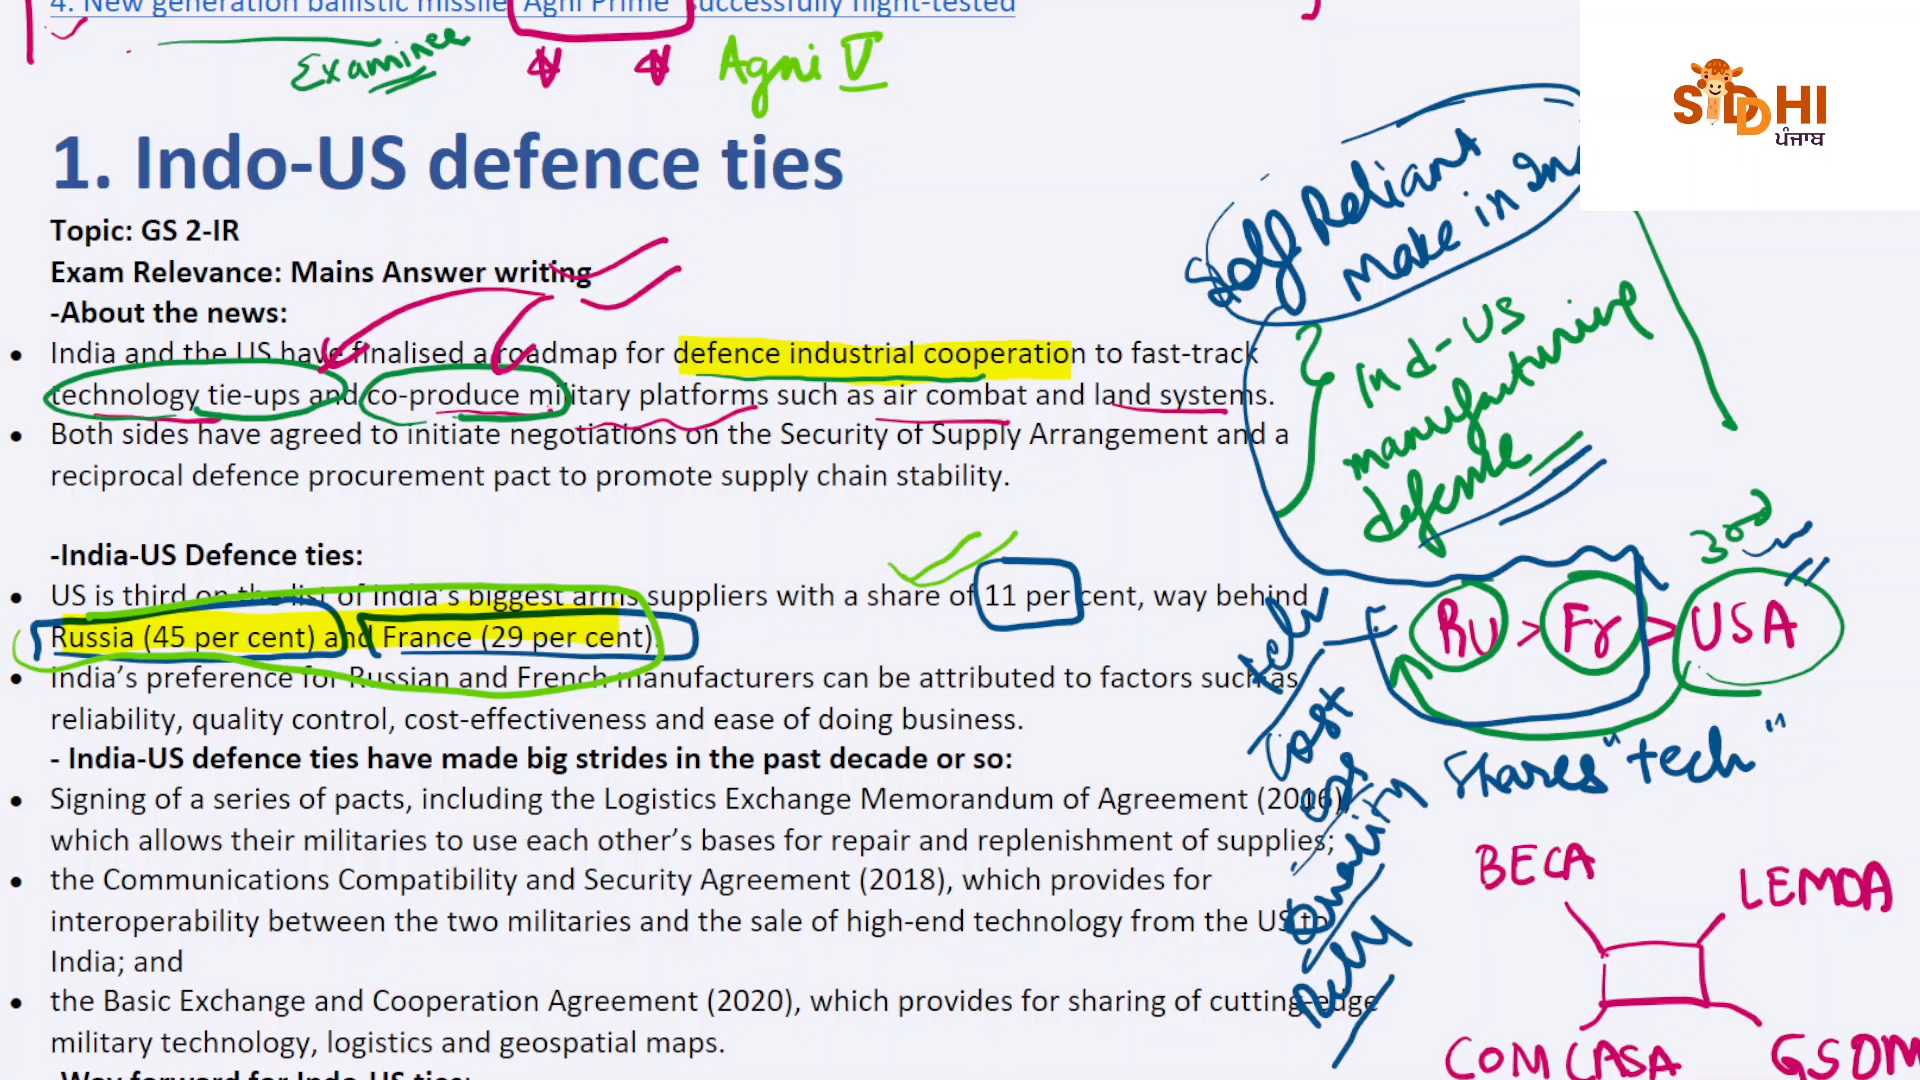 4. New generation ballistic missile 'Agni Prime' successfully flight-tested
Examinee
Agni V
SIDDHI
ਪੰਜਾਬ
1. Indo-US defence ties
Topic: GS 2-IR
Exam Relevance: Mains Answer writing
-About the news:
• India and the US have finalised a roadmap for defence industrial cooperation to fast-track
technology tie-ups and co-produce military platforms such as air combat and land systems.
• Both sides have agreed to initiate negotiations on the Security of Supply Arrangement and a
reciprocal defence procurement pact to promote supply chain stability.
-India-US Defence ties:
• US is third on the list of India's biggest arms suppliers with a share of 11 per cent, way behind
Russia (45 per cent) and France (29 per cent).
• India's preference for Russian and French manufacturers can be attributed to factors such as
reliability, quality control, cost-effectiveness and ease of doing business.
- India-US defence ties have made big strides in the past decade or so:
• Signing of a series of pacts, including the Logistics Exchange Memorandum of Agreement (2016),
which allows their militaries to use each other's bases for repair and replenishment of supplies;
• the Communications Compatibility and Security Agreement (2018), which provides for
interoperability between the two militaries and the sale of high-end technology from the US to
India; and
• the Basic Exchange and Cooperation Agreement (2020), which provides for sharing of cutting-edge
military technology, logistics and geospatial maps.
-Way forward for Indo-US ties:
Self Reliant
Make in
Ind-US
manufacturing
defence
3rd
Ru > Fr > USA
Shares "tech"
Cost
Quality
BECA
LEMOA
COMCASA
GSOM